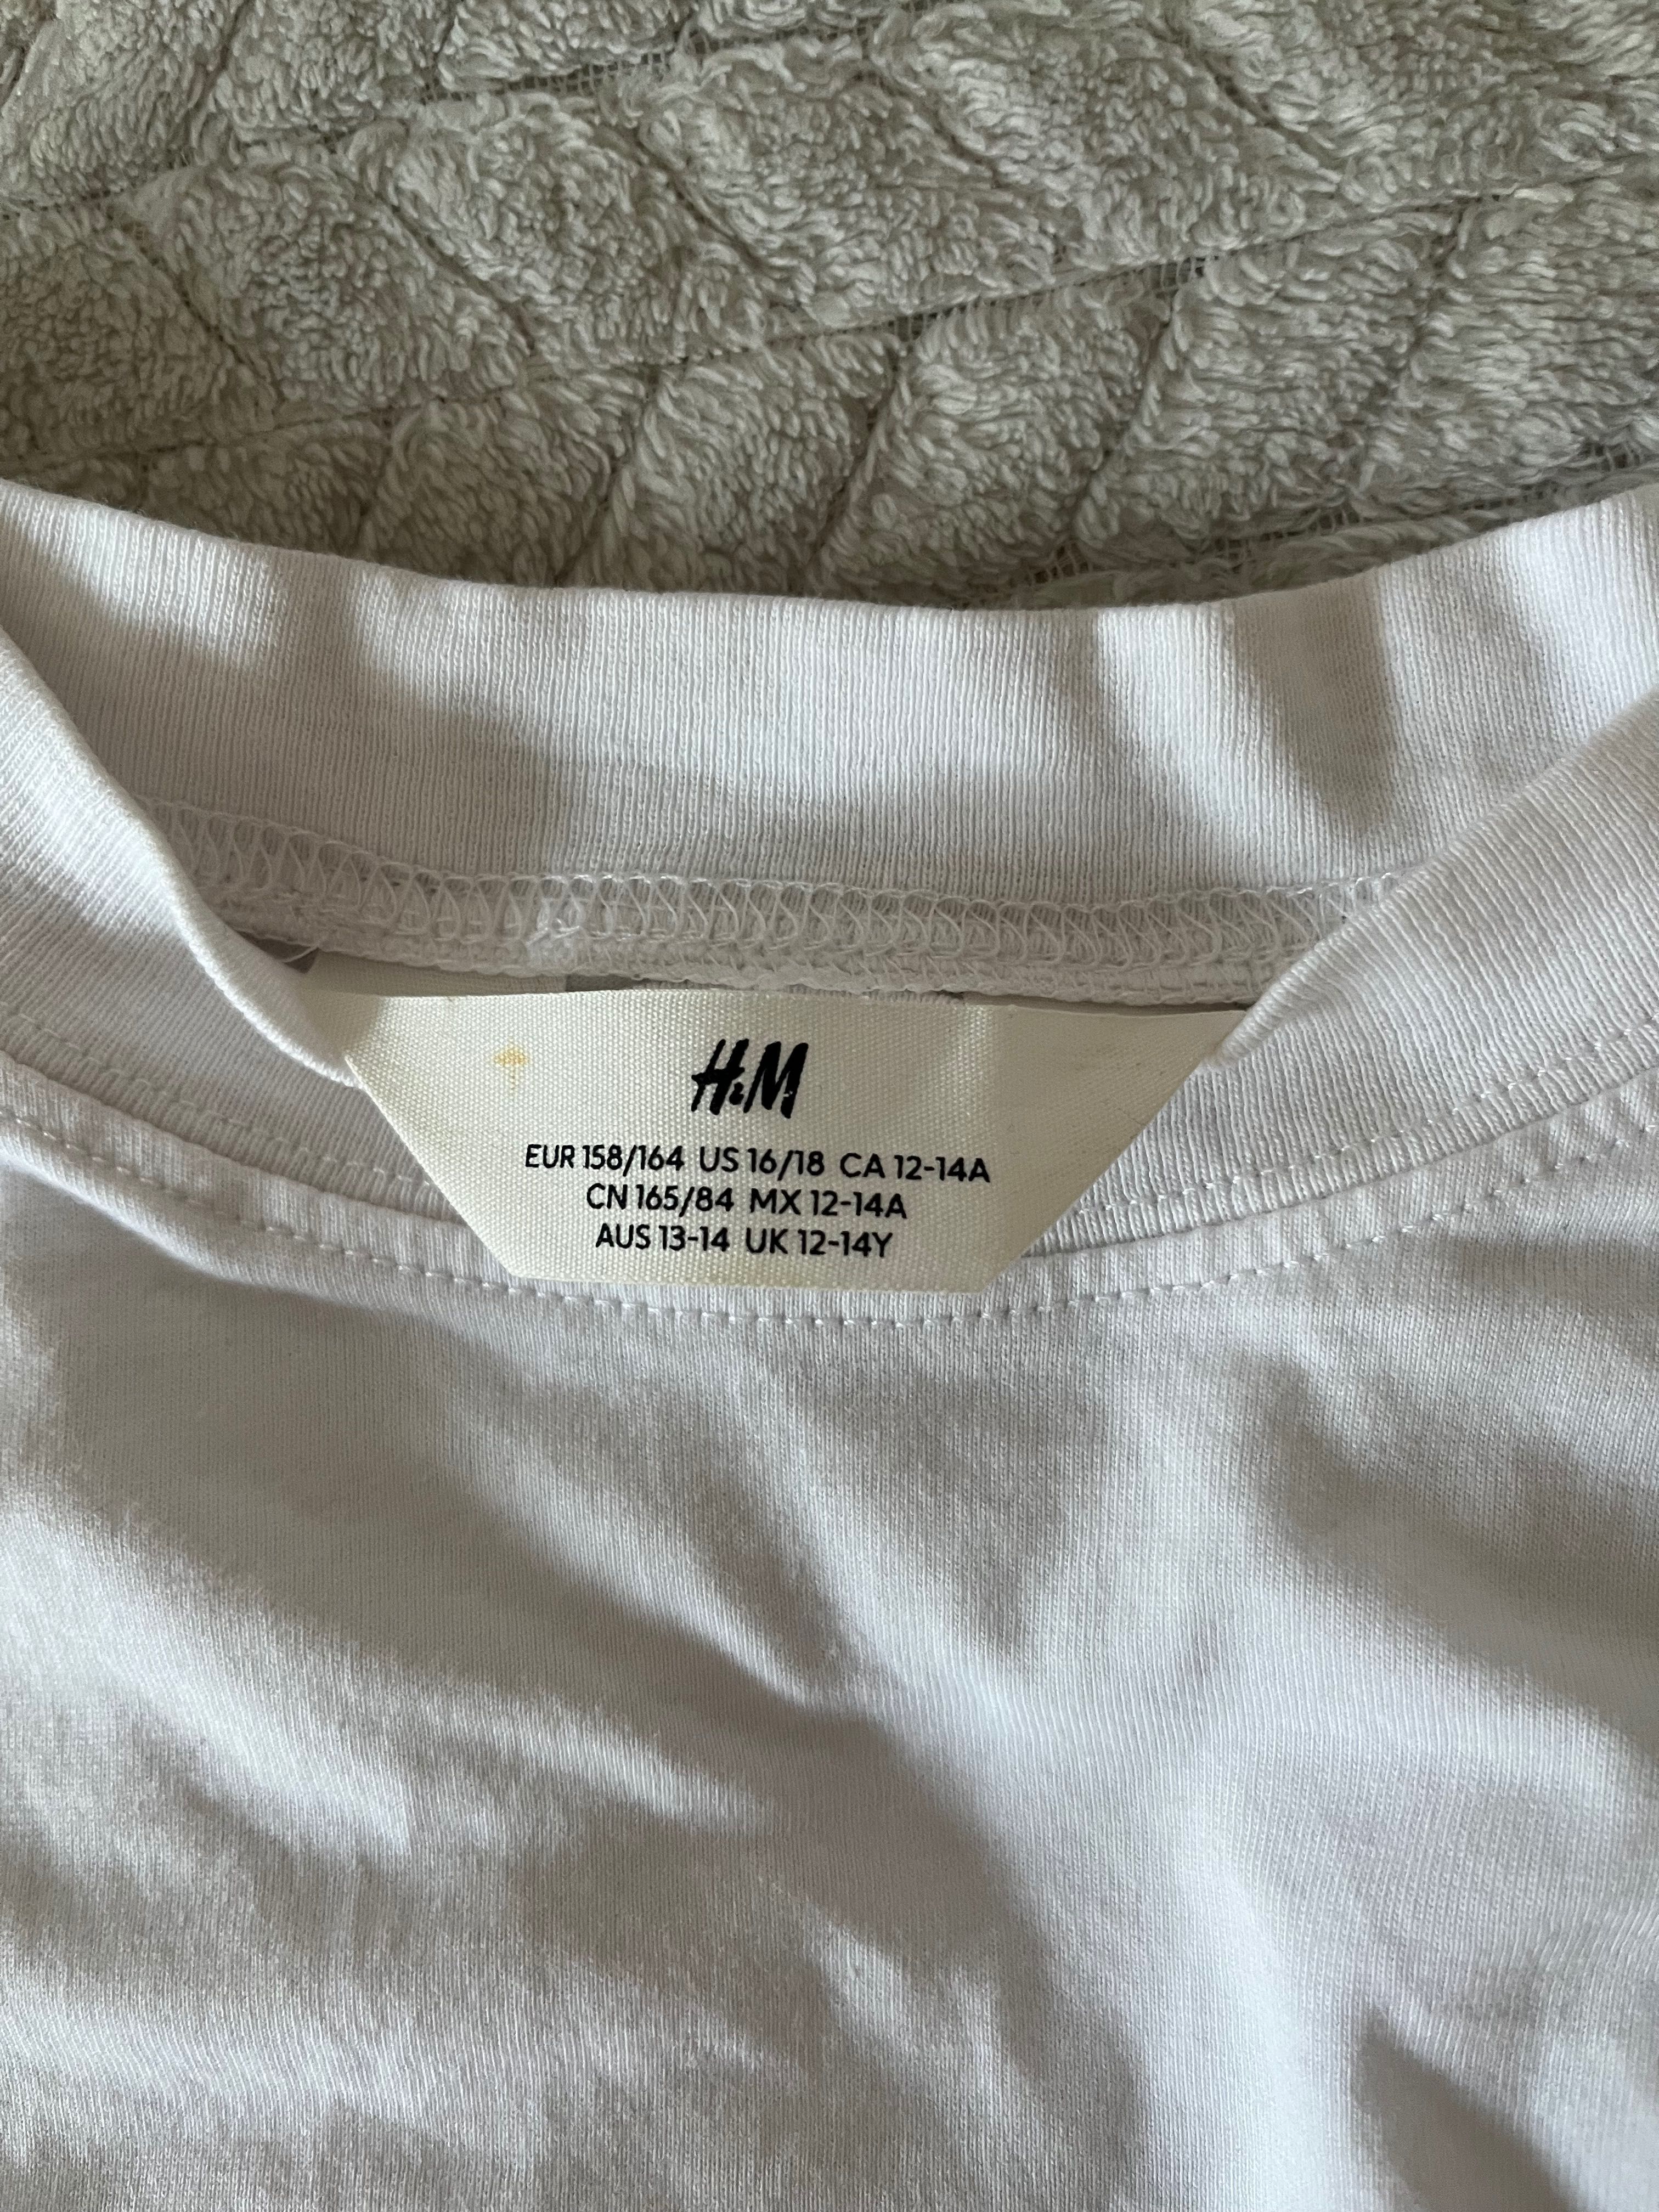 H&M
EUR 158/164 US 16/18 CA 12-14A
CN 165/84 MX 12-14A
AUS 13-14 UK 12-14Y